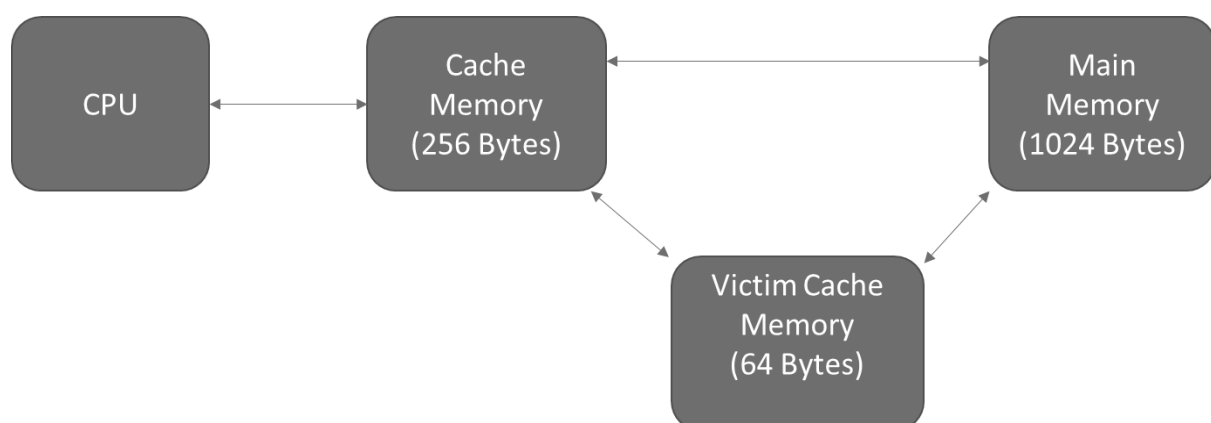 CPU
Cache
Memory
(256 Bytes)
Main
Memory
(1024 Bytes)
Victim Cache
Memory
(64 Bytes)